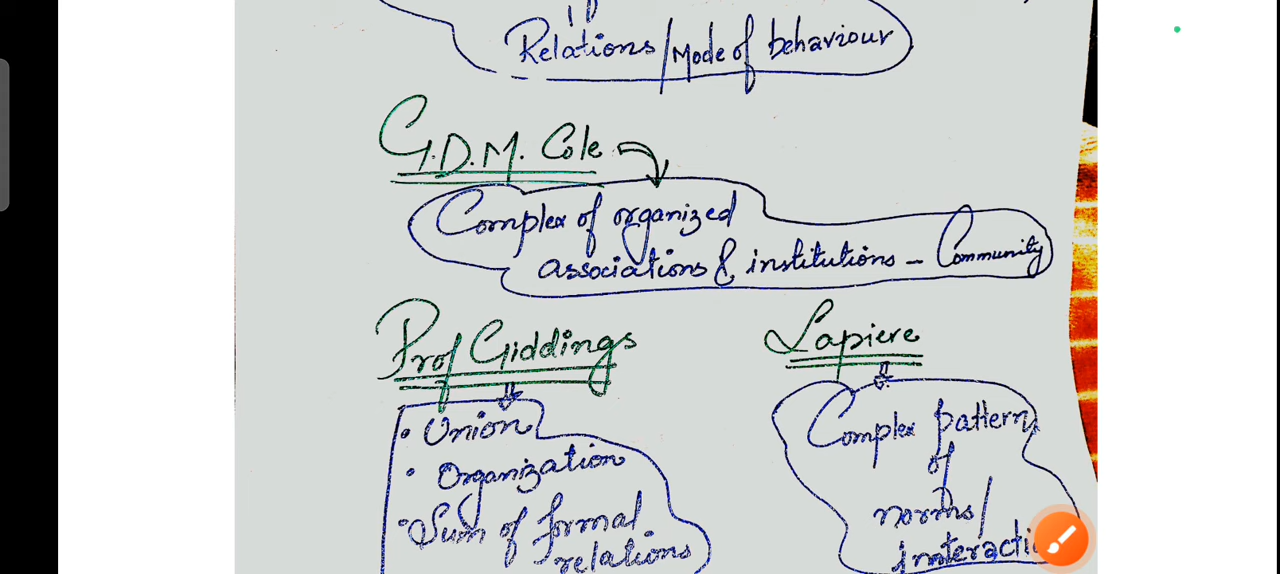 Relations/Mode of behaviour
G.D.M. Cole
Complex of organized
associations & institutions - Community
Prof Giddings
• Union
• Organization
• Sum of formal
relations
Lapiere
Complex pattern
of
norms/